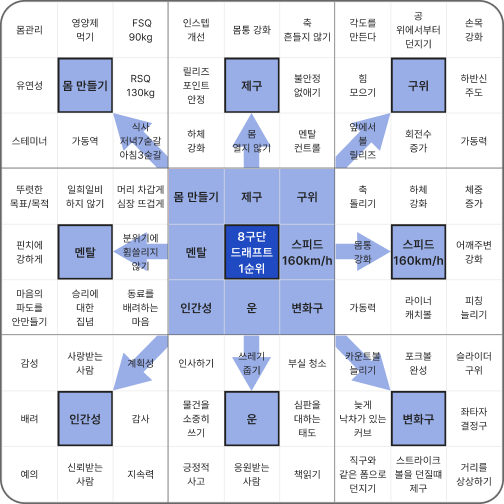 몸관리
영양제
먹기
FSQ
90kg
인스텝
개선
몸통 강화
축
흔들지 않기
각도를
만든다
공
위에서부터
던지기
손목
강화
유연성
몸 만들기
RSQ
130kg
릴리즈
포인트
안정
제구
불안정
없애기
힘
모으기
구위
하반신
주도
스테미너
가동역
식사
저녁7숟갈
아침3숟갈
하체
강화
몸
열지 않기
멘탈
컨트롤
앞에서
볼
릴리즈
회전수
증가
가동력
뚜렷한
목표/목적
일희일비
하지 않기
머리 차갑게
심장 뜨겁게
몸 만들기
제구
구위
축
돌리기
하체
강화
체중
증가
핀치에
강하게
멘탈
분위기에
휩쓸리지
않기
멘탈
8구단
드래프트
1순위
스피드
160km/h
몸통
강화
스피드
160km/h
어깨주변
강화
마음의
파도를
안만들기
승리에
대한
집념
동료를
배려하는
마음
인간성
운
변화구
가동력
라이너
캐치볼
피칭
늘리기
감성
사랑받는
사람
계획성
인사하기
쓰레기
줍기
부실 청소
카운트볼
늘리기
포크볼
완성
슬라이더
구위
배려
인간성
감사
물건을
소중히
쓰기
운
심판을
대하는
태도
늦게
낙차가 있는
커브
변화구
좌타자
결정구
예의
신뢰받는
사람
지속력
긍정적
사고
응원받는
사람
책읽기
직구와
같은 폼으로
던지기
스트라이크
볼을 던질때
제구
거리를
상상하기